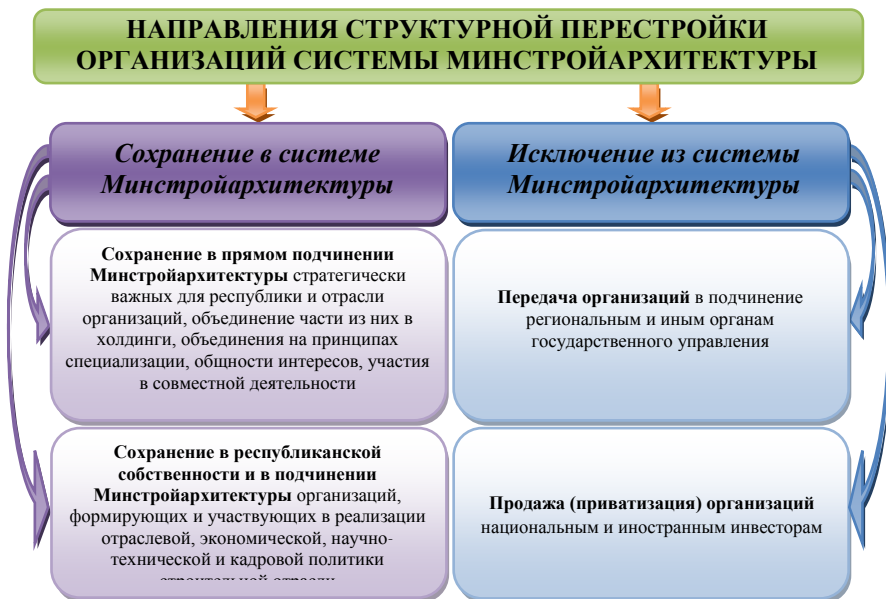 НАПРАВЛЕНИЯ СТРУКТУРНОЙ ПЕРЕСТРОЙКИ
ОРГАНИЗАЦИЙ СИСТЕМЫ МИНСТРОЙАРХИТЕКТУРЫ
Сохранение в системе
Минстройархитектуры
Сохранение в прямом подчинении
Минстройархитектуры стратегически
важных для республики и отрасли
организаций, объединение части из них в
холдинги, объединения на принципах
специализации, общности интересов, участия
в совместной деятельности
Сохранение в республиканской
собственности и в подчинении
Минстройархитектуры организаций,
формирующих и участвующих в реализации
отраслевой, экономической, научно-
технической и кадровой политики
строительной отрасли
Исключение из системы
Минстройархитектуры
Передача организаций в подчинение
региональным и иным органам
государственного управления
Продажа (приватизация) организаций
национальным и иностранным инвесторам